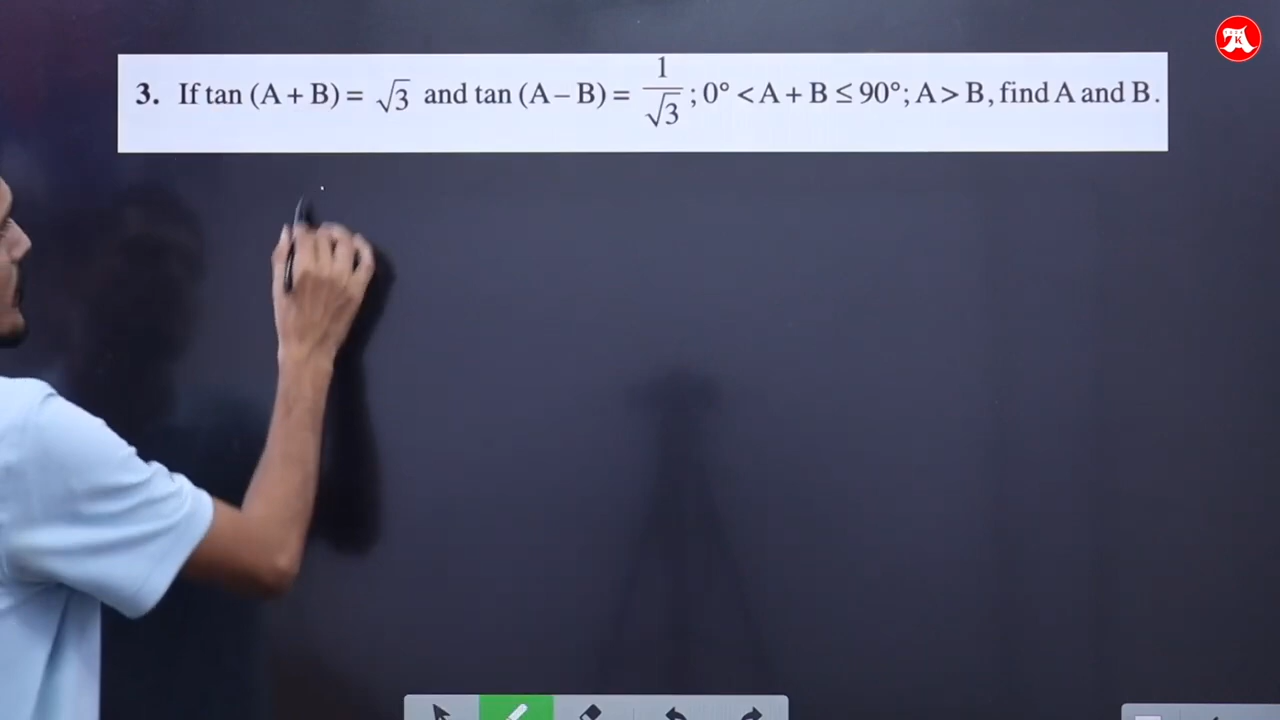 3. If tan (A + B) = √3 and tan (A – B) = 1/√3 ; 0° < A + B ≤ 90° ; A > B, find A and B.
K